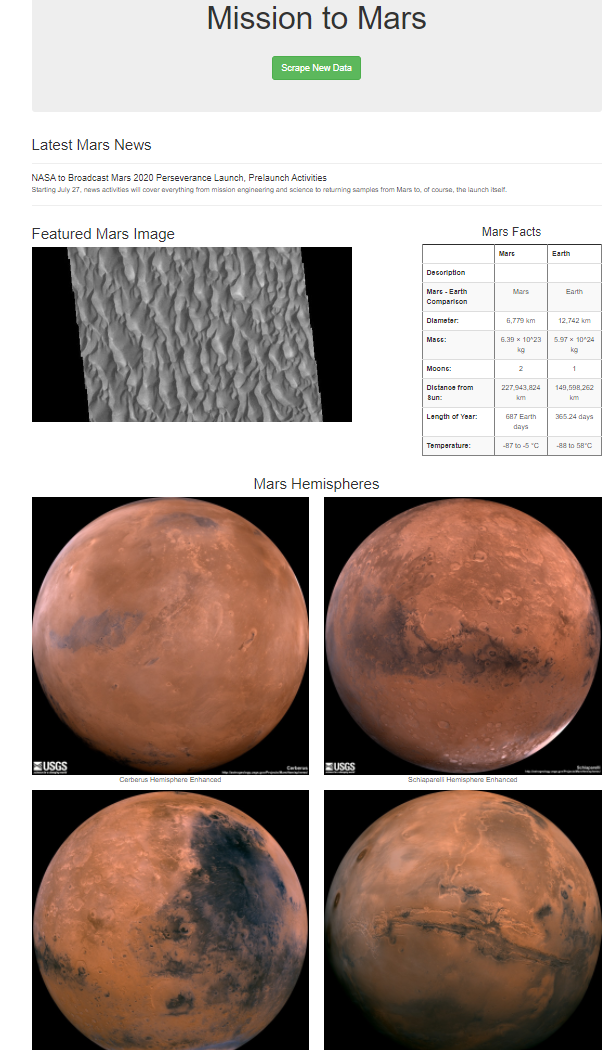 Mission to Mars
Scrape New Data
Latest Mars News
NASA to Broadcast Mars 2020 Perseverance Launch, Prelaunch Activities
Starting July 27, news activities will cover everything from mission engineering and science to returning samples from Mars to, of course, the launch itself.
Featured Mars Image
Mars Facts
Mars Earth
Description
Mars - Earth Comparison Mars Earth
Diameter: 6,779 km 12,742 km
Mass: 6.39 × 10^23 kg 5.97 × 10^24 kg
Moons: 2 1
Distance from Sun: 227,943,824 km 149,598,262 km
Length of Year: 687 Earth days 365.24 days
Temperature: -87 to -5 °C -88 to 58°C
Mars Hemispheres
USGS
Cerberus
Cerberus Hemisphere Enhanced
USGS
Schiaparelli
Schiaparelli Hemisphere Enhanced